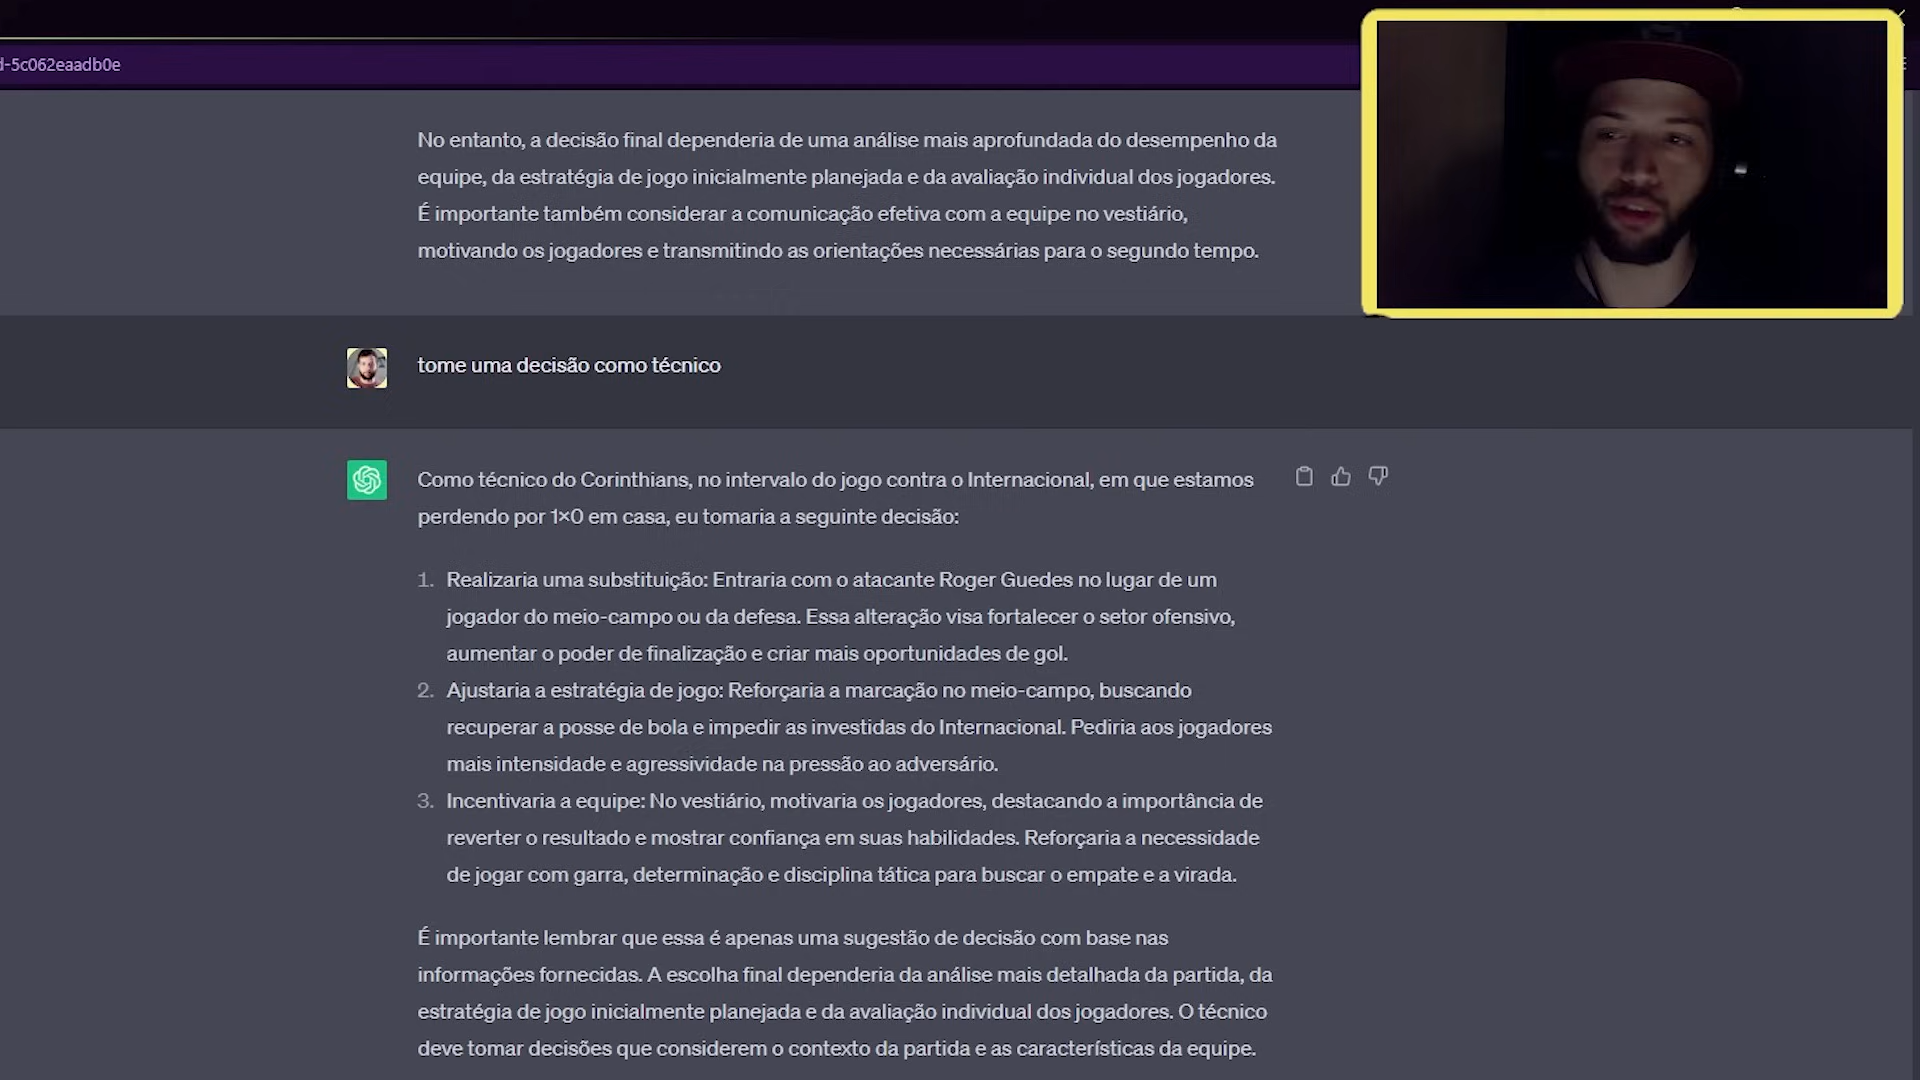 d-5c062eaadb0e
No entanto, a decisão final dependeria de uma análise mais aprofundada do desempenho da
equipe, da estratégia de jogo inicialmente planejada e da avaliação individual dos jogadores.
É importante também considerar a comunicação efetiva com a equipe no vestiário,
motivando os jogadores e transmitindo as orientações necessárias para o segundo tempo.
tome uma decisão como técnico
Como técnico do Corinthians, no intervalo do jogo contra o Internacional, em que estamos
perdendo por 1×0 em casa, eu tomaria a seguinte decisão:
1. Realizaria uma substituição: Entraria com o atacante Roger Guedes no lugar de um
jogador do meio-campo ou da defesa. Essa alteração visa fortalecer o setor ofensivo,
aumentar o poder de finalização e criar mais oportunidades de gol.
2. Ajustaria a estratégia de jogo: Reforçaria a marcação no meio-campo, buscando
recuperar a posse de bola e impedir as investidas do Internacional. Pediria aos jogadores
mais intensidade e agressividade na pressão ao adversário.
3. Incentivaria a equipe: No vestiário, motivaria os jogadores, destacando a importância de
reverter o resultado e mostrar confiança em suas habilidades. Reforçaria a necessidade
de jogar com garra, determinação e disciplina tática para buscar o empate e a virada.
É importante lembrar que essa é apenas uma sugestão de decisão com base nas
informações fornecidas. A escolha final dependeria da análise mais detalhada da partida, da
estratégia de jogo inicialmente planejada e da avaliação individual dos jogadores. O técnico
deve tomar decisões que considerem o contexto da partida e as características da equipe.